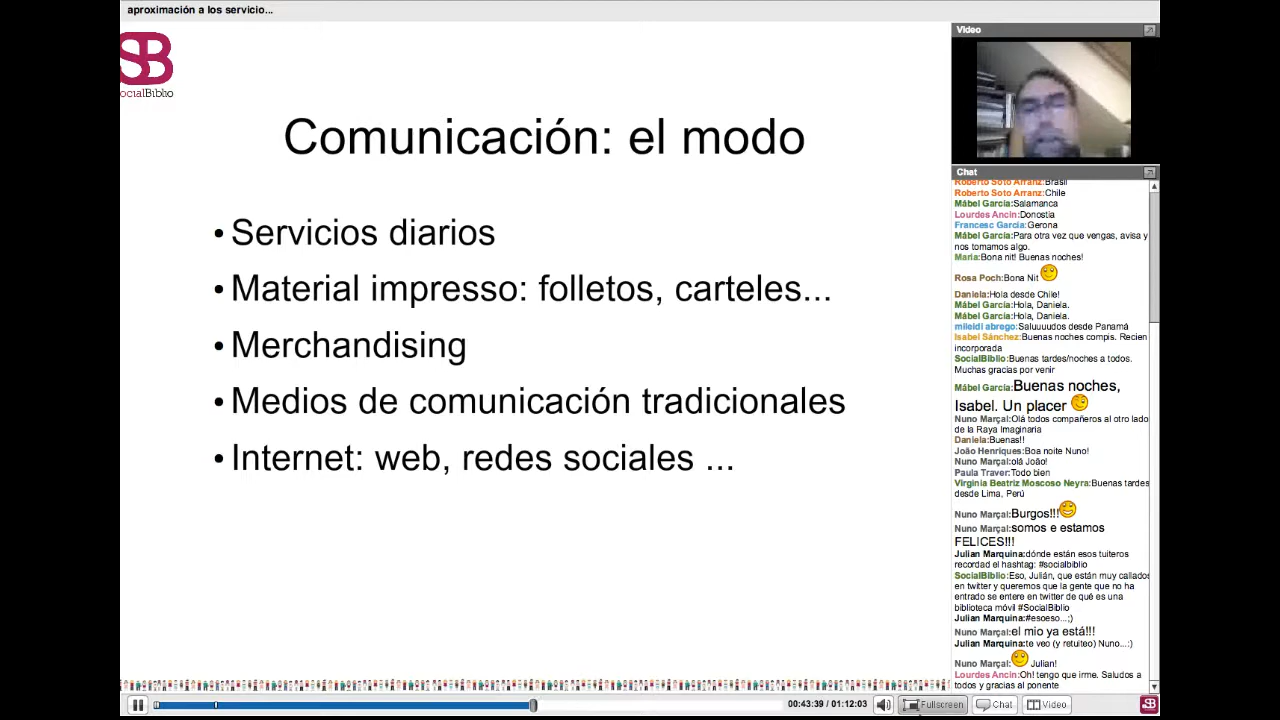 aproximación a los servicio...
SB
ocialBiblio
Comunicación: el modo
• Servicios diarios
• Material impresso: folletos, carteles...
• Merchandising
• Medios de comunicación tradicionales
• Internet: web, redes sociales ...
Video
Chat
Roberto Soto Arranz:Brasil
Roberto Soto Arranz:Chile
Mábel García:Salamanca
Lourdes Ancin:Donostia
Francesc García:Gerona
Mábel García:Para otra vez que vengas, avisa y
nos tomamos algo.
Maria:Bona nit! Buenas noches!
Rosa Poch:Bona Nit
Daniela:Hola desde Chile!
Mábel García:Hola, Daniela.
Mábel García:Hola, Daniela.
mileidi abrego:Saluuuudos desde Panamá
Isabel Sánchez:Buenas noches compis. Recien
incorporada
SocialBiblio:Buenas tardes/noches a todos.
Muchas gracias por venir
Mábel García:Buenas noches,
Isabel. Un placer
Nuno Marçal:Olá todos compañeros al otro lado
de la Raya Imaginaria
Daniela:Buenas!!
João Henriques:Boa noite Nuno!
Nuno Marçal:olá João!
Paula Traver:Todo bien
Virginia Beatriz Moscoso Neyra:Buenas tardes
desde Lima, Perú
Nuno Marçal:Burgos!!!
Nuno Marçal:somos e estamos
FELICES!!!
Julian Marquina:dónde están esos tuiteros
recordad el hashtag: #socialbiblio
SocialBiblio:Eso, Julián, que están muy callados
en twitter y queremos que la gente que no ha
entrado se entere en twitter de qué es una
biblioteca móvil #SocialBiblio
Julian Marquina:#esoeso...;)
Nuno Marçal:el mio ya está!!!
Julian Marquina:te veo (y retuiteo) Nuno...:)
Nuno Marçal: Julian!
Lourdes Ancin:Oh! tengo que irme. Saludos a
todos y gracias al ponente
00:43:39 / 01:12:03
Fullscreen
Chat
Video
SB